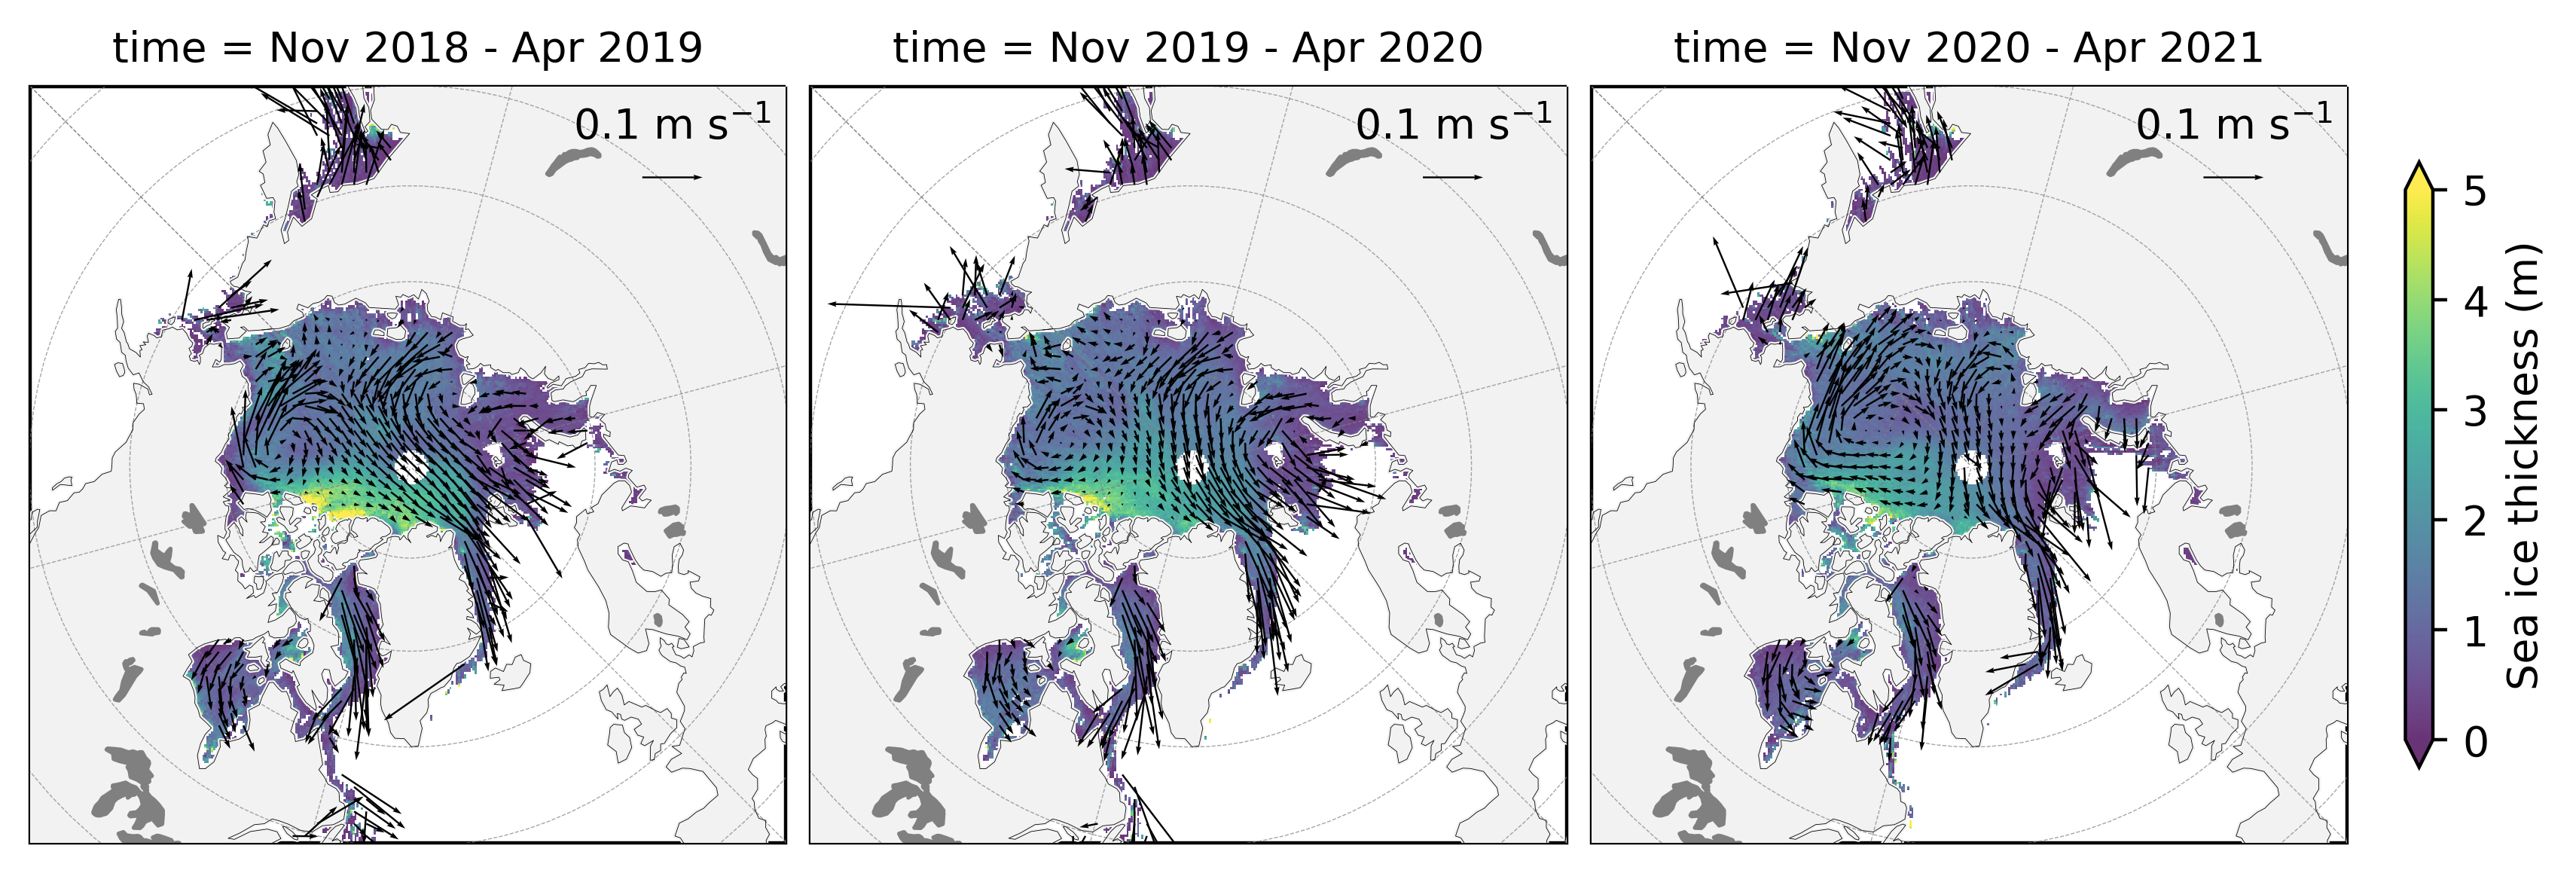 time = Nov 2018 - Apr 2019
time = Nov 2019 - Apr 2020
time = Nov 2020 - Apr 2021
0.1 m s⁻¹
0.1 m s⁻¹
0.1 m s⁻¹
5
4
3
2
1
0
Sea ice thickness (m)